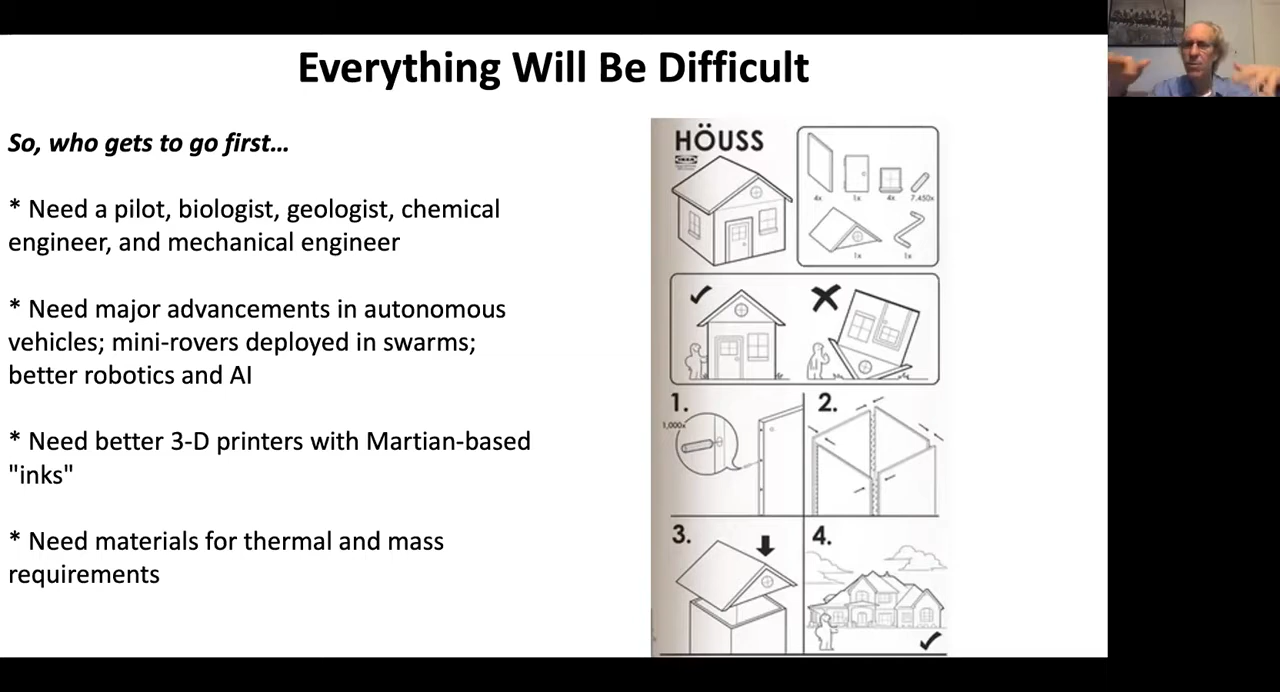 Everything Will Be Difficult
So, who gets to go first...
* Need a pilot, biologist, geologist, chemical
engineer, and mechanical engineer
* Need major advancements in autonomous
vehicles; mini-rovers deployed in swarms;
better robotics and AI
* Need better 3-D printers with Martian-based
"inks"
* Need materials for thermal and mass
requirements
HÖUSS
IKEA
4x
1x
4x
7,450x
1x
1x
1.
1,000x
2.
3.
4.